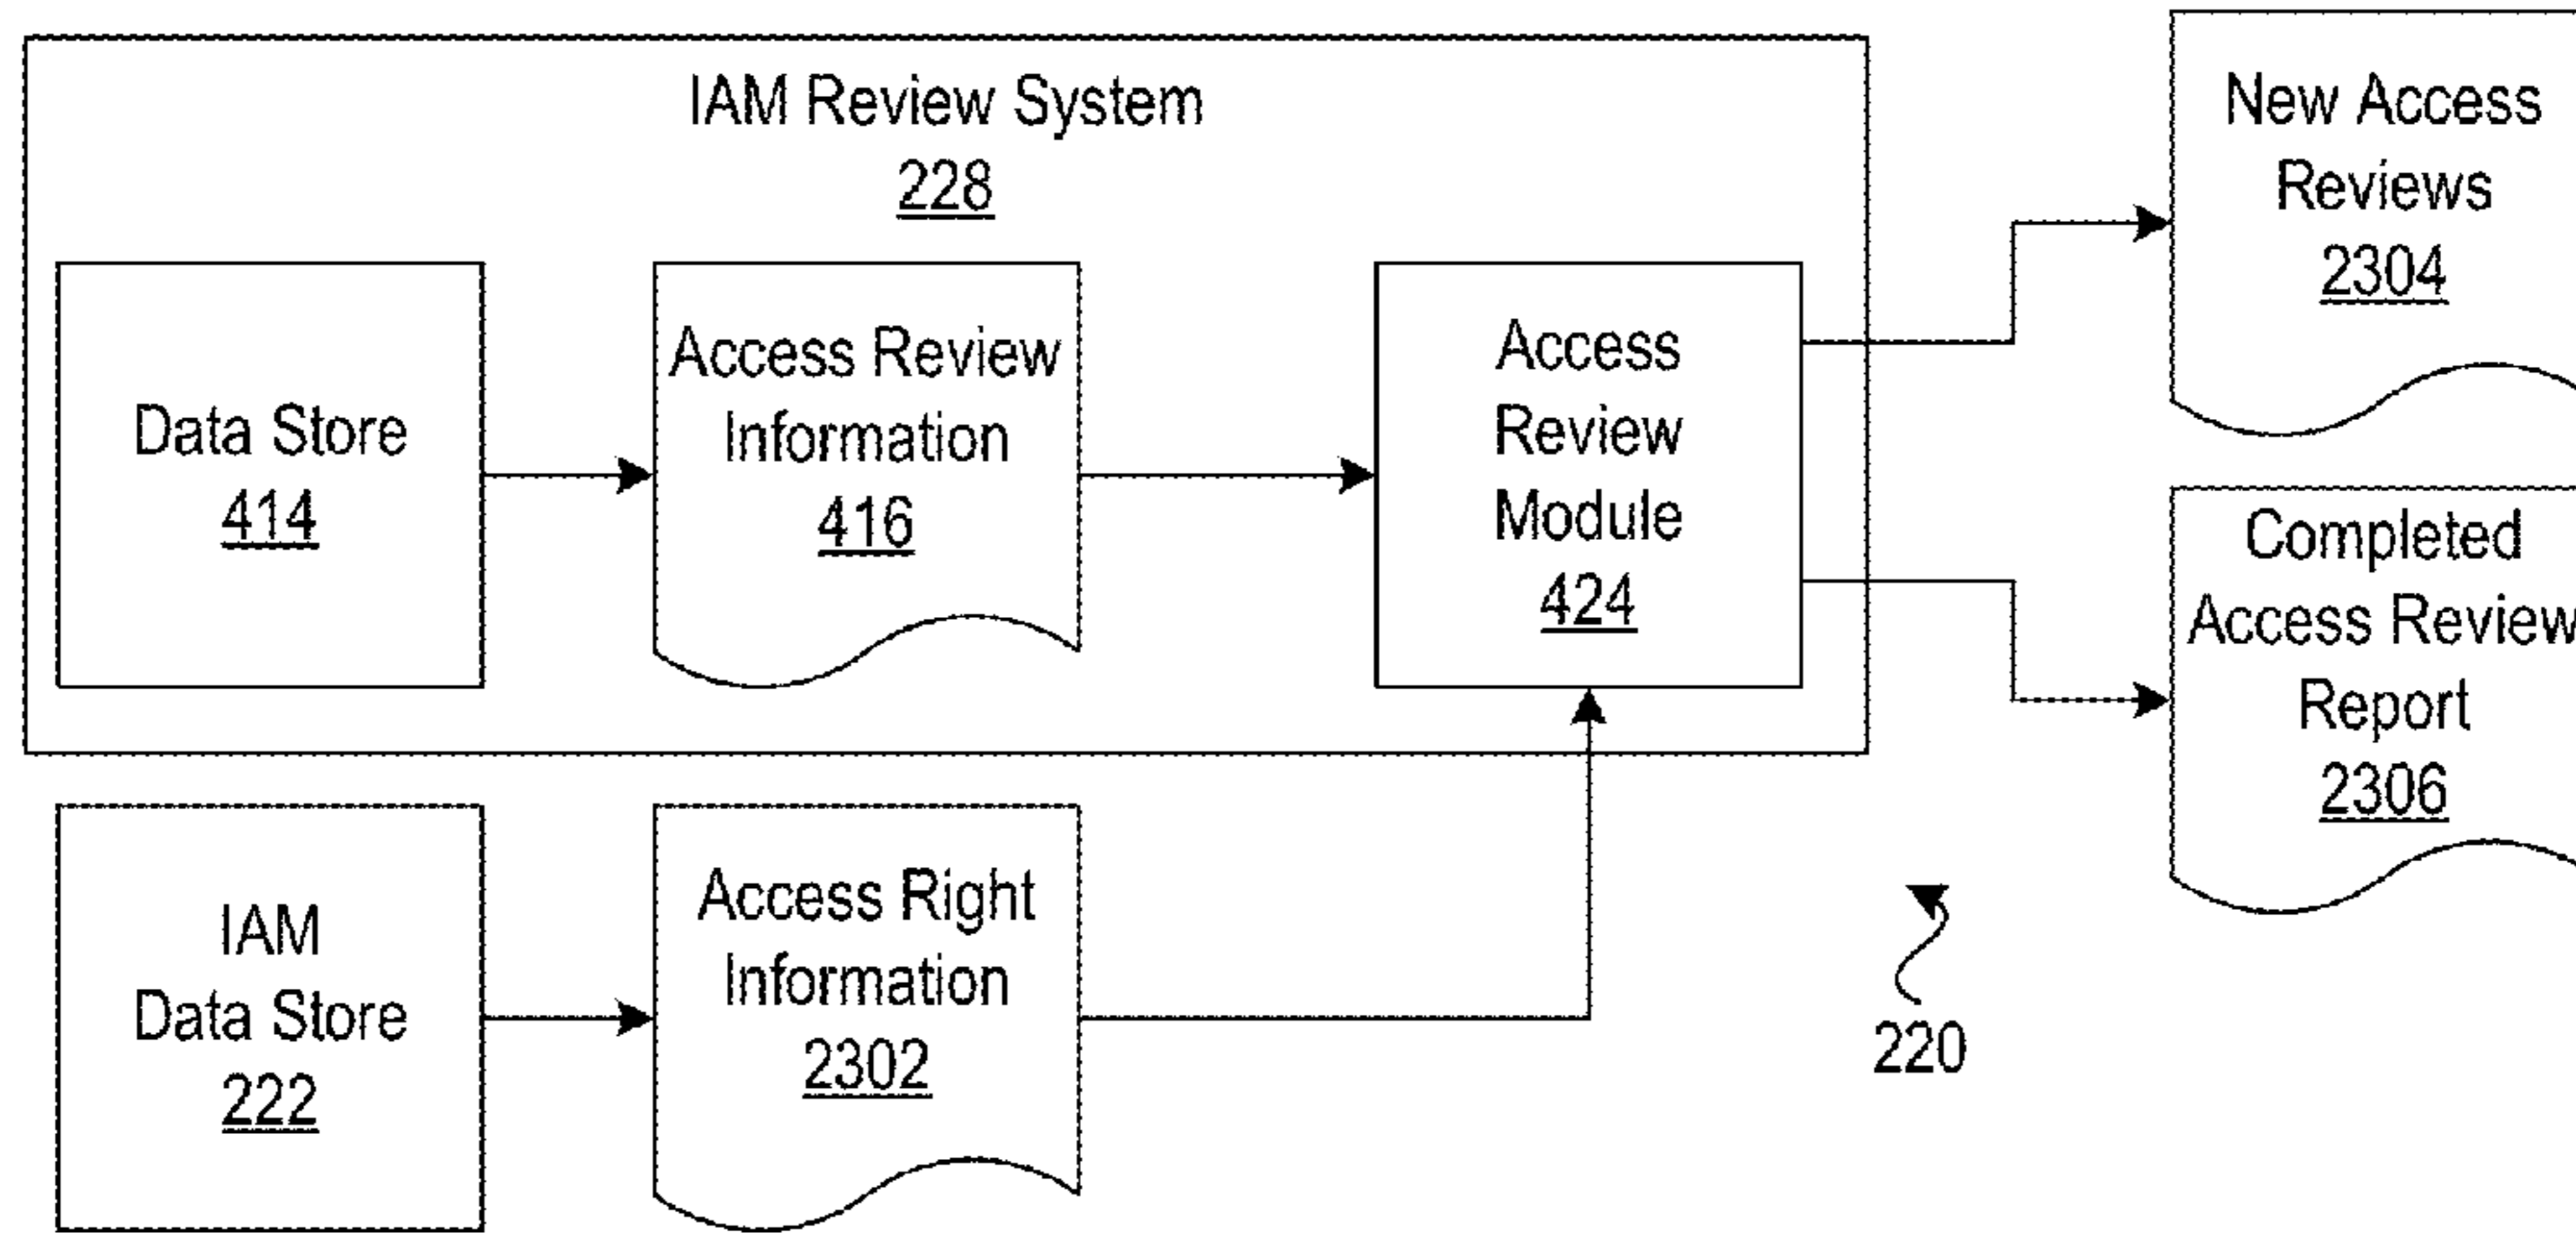 IAM Review System
228
Data Store
414
Access Review
Information
416
Access
Review
Module
424
New Access
Reviews
2304
Completed
Access Review
Report
2306
IAM
Data Store
222
Access Right
Information
2302
220